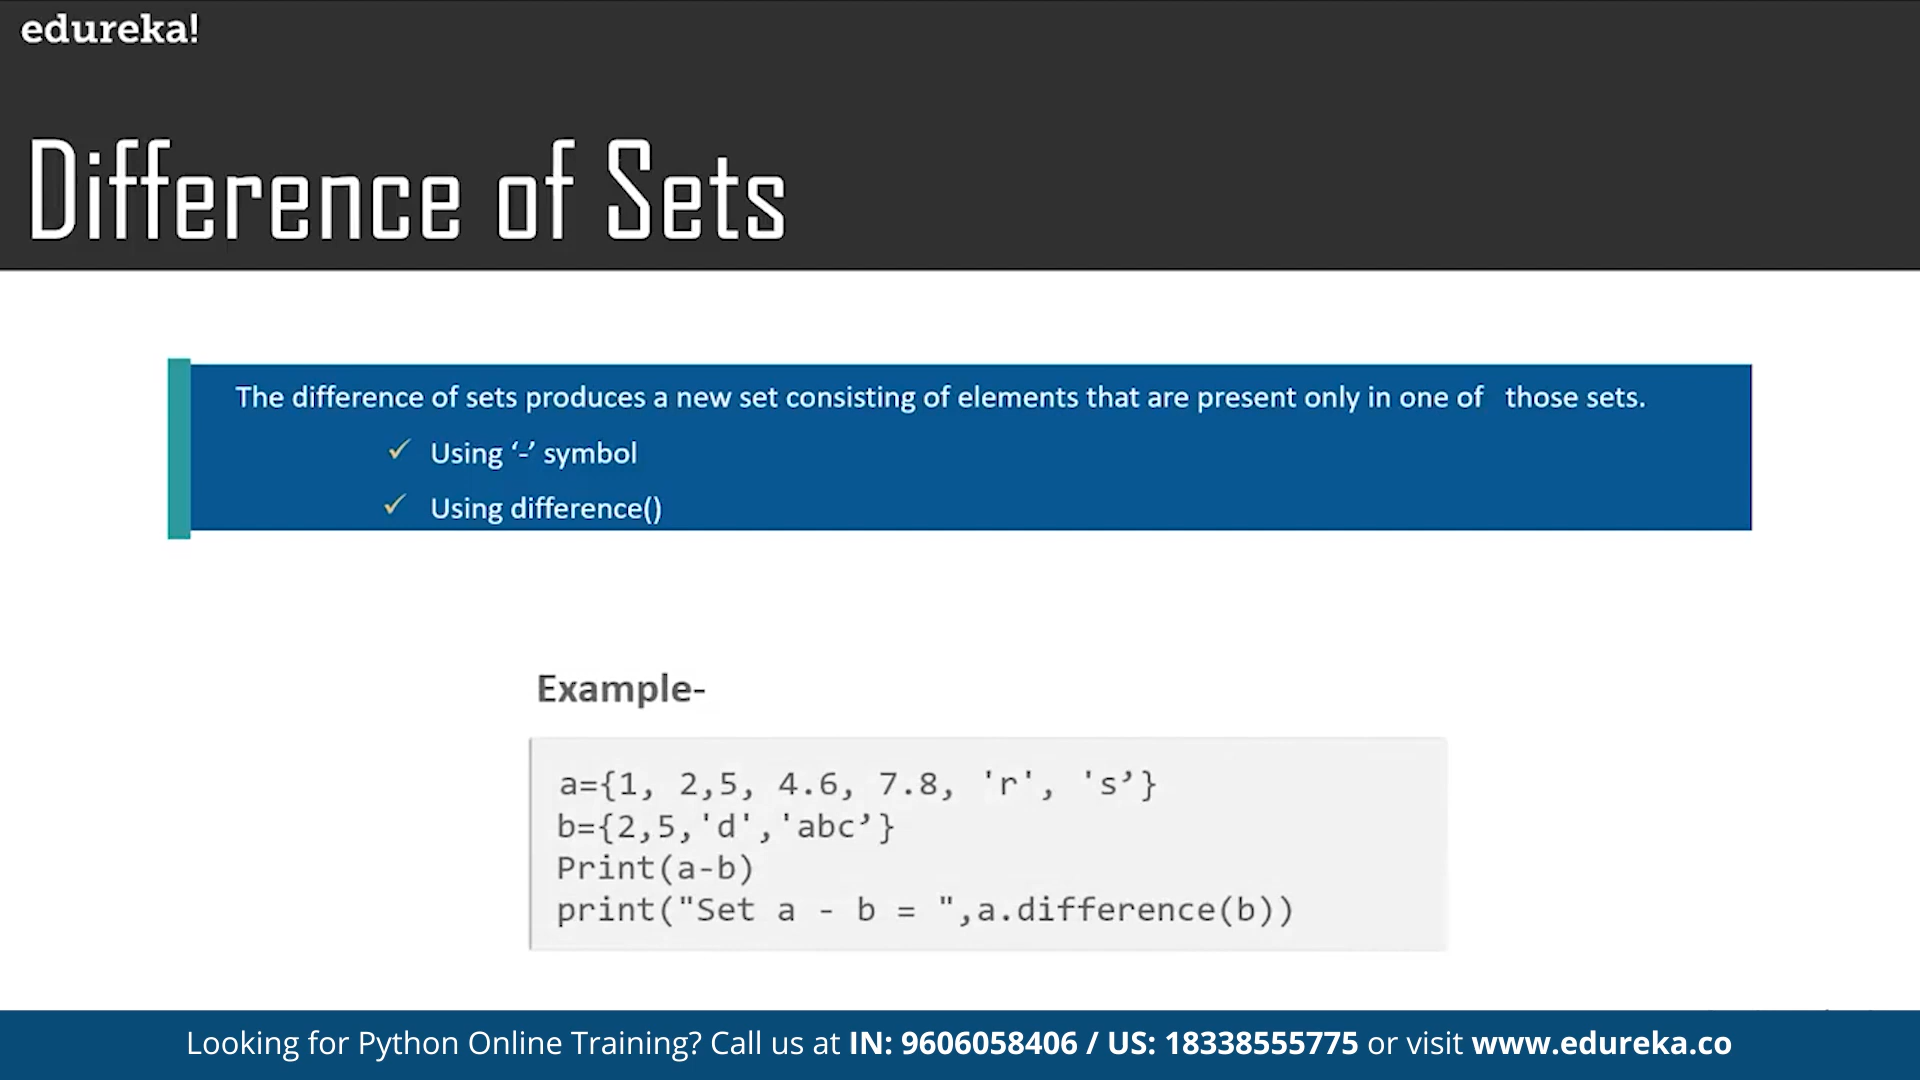 edureka!
Difference of Sets
The difference of sets produces a new set consisting of elements that are present only in one of those sets.
✓ Using ‘-’ symbol
✓ Using difference()
Example-
a={1, 2,5, 4.6, 7.8, 'r', 's’}
b={2,5,'d','abc’}
Print(a-b)
print("Set a - b = ",a.difference(b))
Looking for Python Online Training? Call us at IN: 9606058406 / US: 18338555775 or visit www.edureka.co